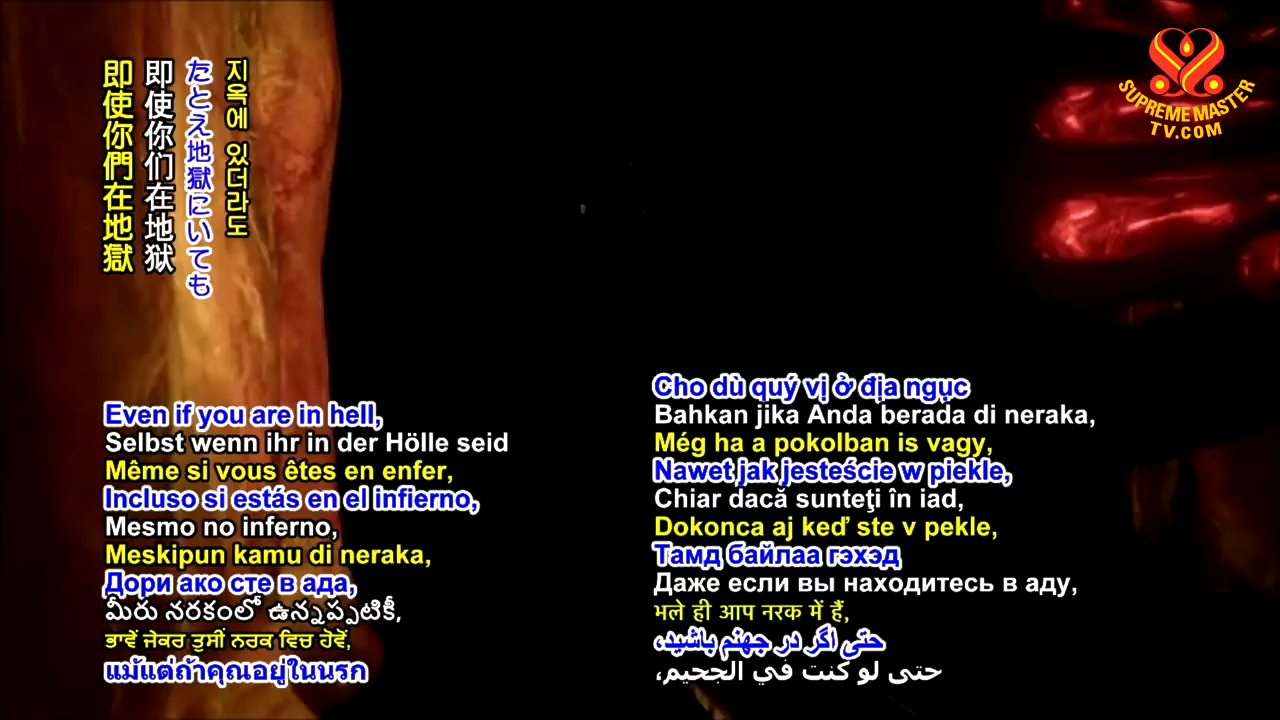 即使你們在地獄
即使你们在地狱
たとえ地獄にいても
지옥에 있더라도
SUPREME MASTER
TV.COM
Even if you are in hell,
Selbst wenn ihr in der Hölle seid
Même si vous êtes en enfer,
Incluso si estás en el infierno,
Mesmo no inferno,
Meskipun kamu di neraka,
Дори ако сте в ада,
మీరు నరకంలో ఉన్నప్పటికీ,
ਭਾਵੇਂ ਜੇਕਰ ਤੁਸੀਂ ਨਰਕ ਵਿਚ ਹੋਵੋਂ,
แม้แต่ถ้าคุณอยู่ในนรก
Cho dù quý vị ở địa ngục
Bahkan jika Anda berada di neraka,
Még ha a pokolban is vagy,
Nawet jak jesteście w piekle,
Chiar dacă sunteţi în iad,
Dokonca aj keď ste v pekle,
Тамд байлаа гэхэд
Даже если вы находитесь в аду,
भले ही आप नरक में हैं,
حتی اگر در جهنم باشید،
حتى لو كنت في الجحيم،